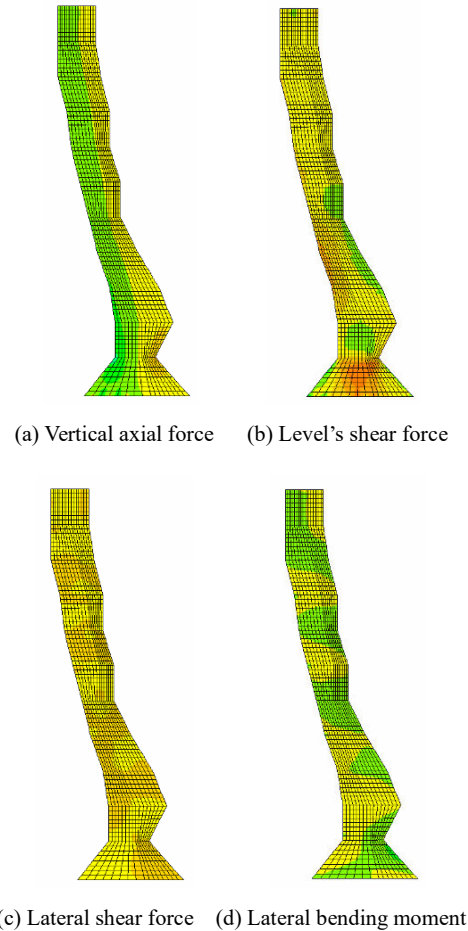 (a) Vertical axial force
(b) Level’s shear force
(c) Lateral shear force
(d) Lateral bending moment